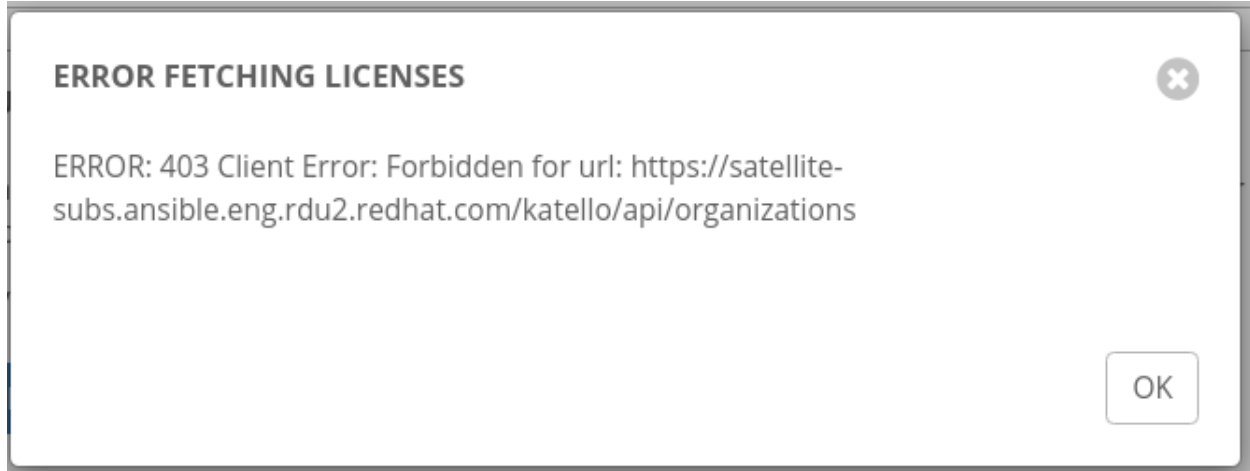 ERROR FETCHING LICENSES
ERROR: 403 Client Error: Forbidden for url: https://satellite-
subs.ansible.eng.rdu2.redhat.com/katello/api/organizations
OK